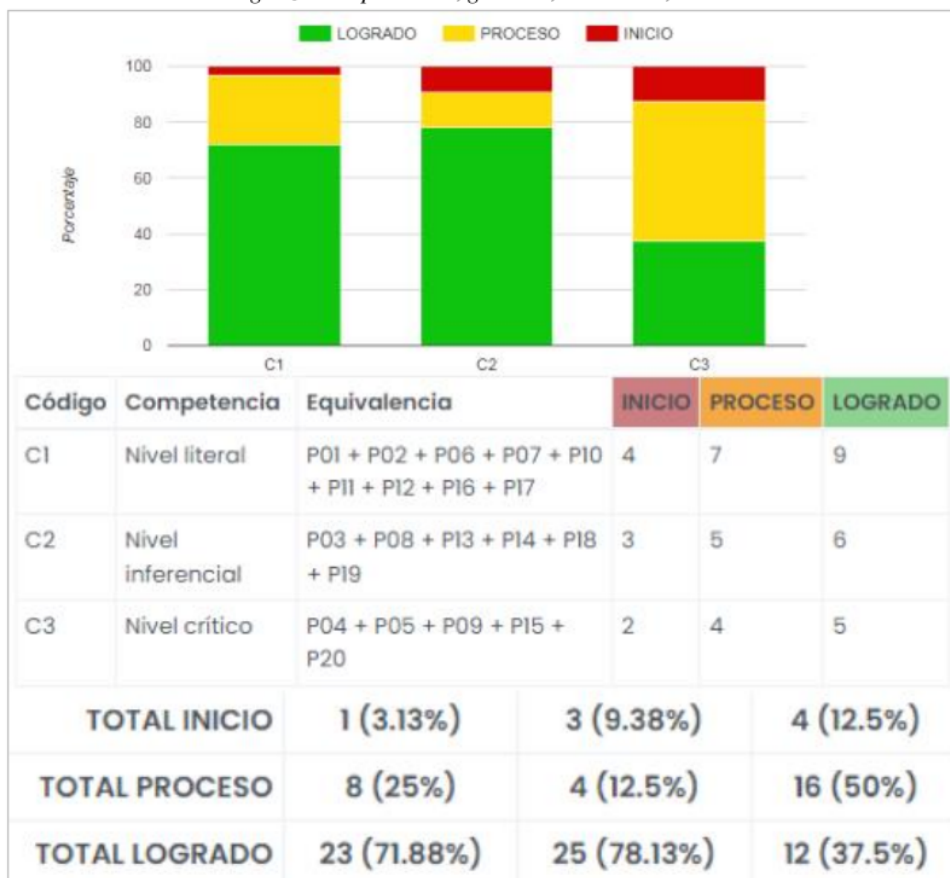 LOGRADO PROCESO INICIO
100
80
60
40
20
0
Porcentaje
C1 C2 C3
Código Competencia Equivalencia INICIO PROCESO LOGRADO
C1 Nivel literal P01 + P02 + P06 + P07 + P10 4 7 9
+ P11 + P12 + P16 + P17
C2 Nivel P03 + P08 + P13 + P14 + P18 3 5 6
inferencial + P19
C3 Nivel crítico P04 + P05 + P09 + P15 + 2 4 5
P20
TOTAL INICIO 1 (3.13%) 3 (9.38%) 4 (12.5%)
TOTAL PROCESO 8 (25%) 4 (12.5%) 16 (50%)
TOTAL LOGRADO 23 (71.88%) 25 (78.13%) 12 (37.5%)